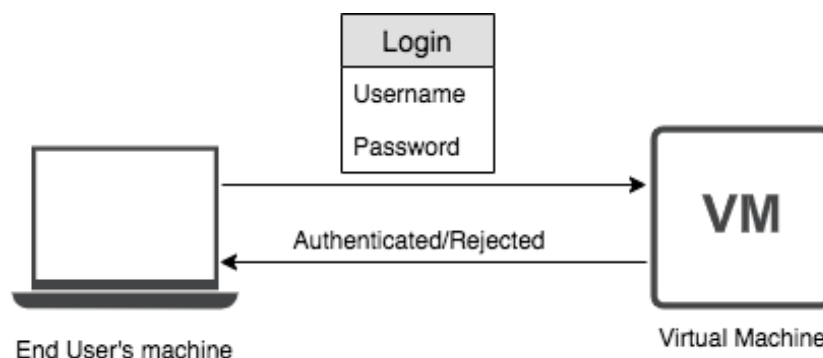 Login
Username
Password
VM
Authenticated/Rejected
End User's machine
Virtual Machine